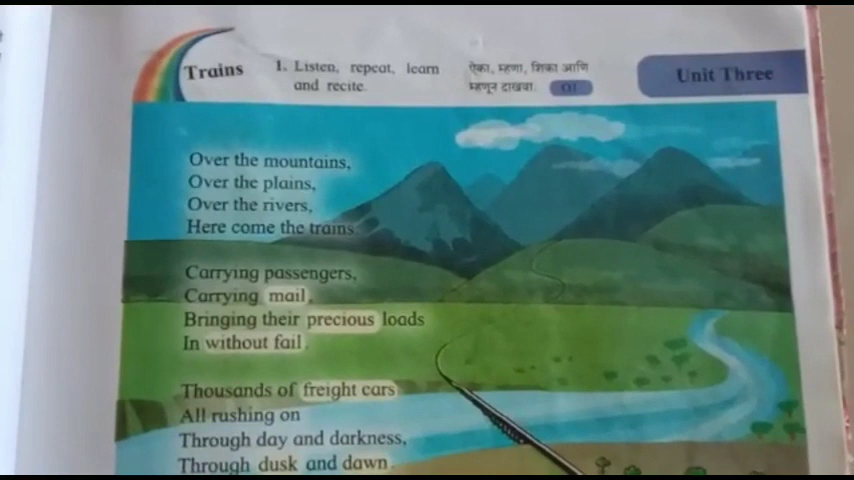 Trains
1. Listen, repeat, learn
and recite.
ऐका, म्हणा, शिका आणि
म्हणून दाखवा.
Unit Three
Over the mountains,
Over the plains,
Over the rivers,
Here come the trains.
Carrying passengers,
Carrying mail,
Bringing their precious loads
In without fail.
Thousands of freight cars
All rushing on
Through day and darkness,
Through dusk and dawn.